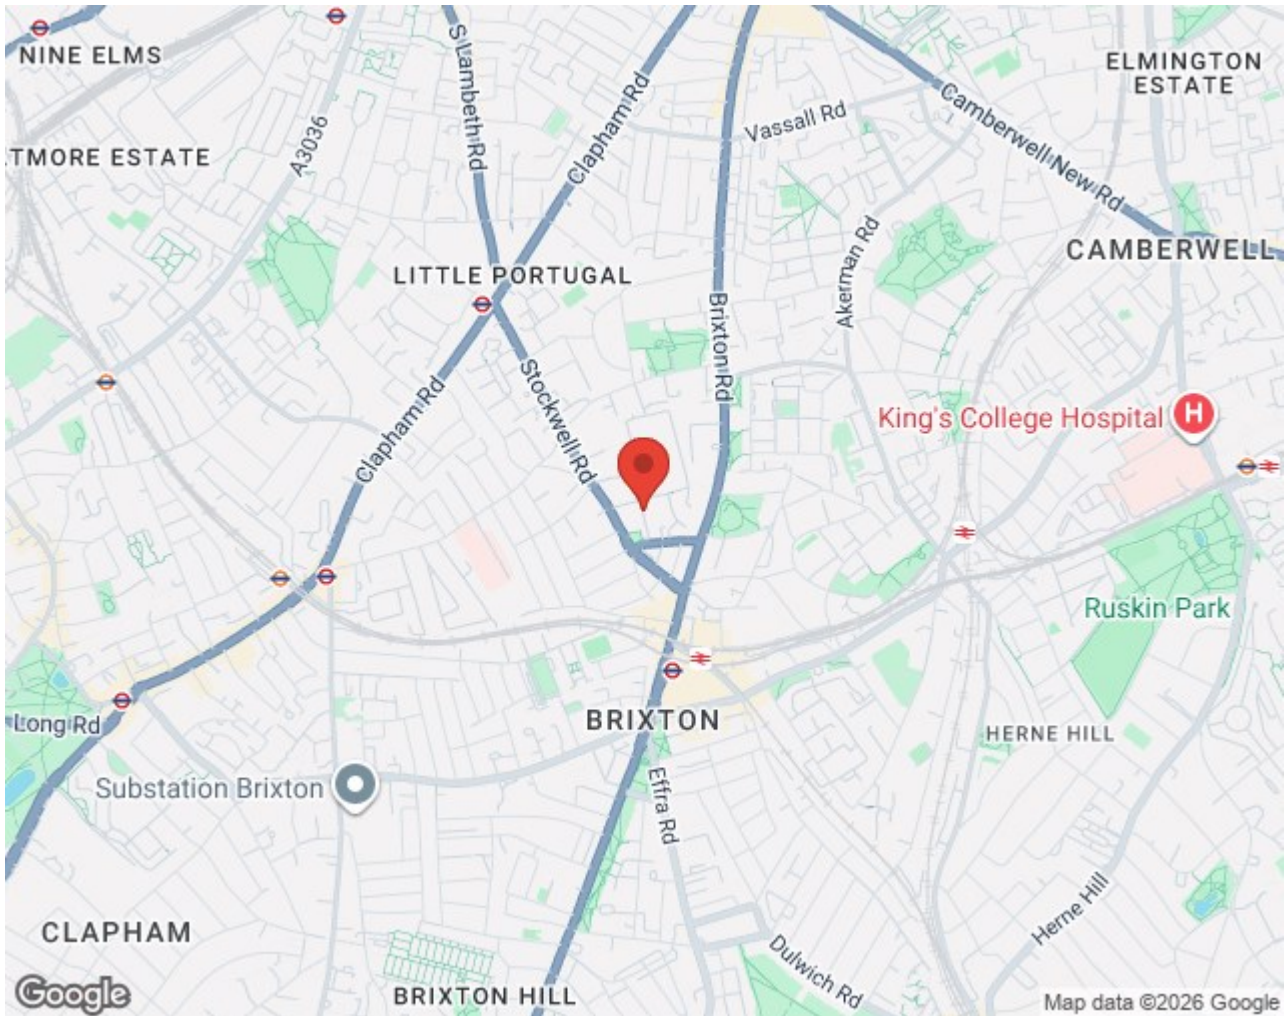 NINE ELMS
S Lambeth Rd
Clapham Rd
ELMINGTON
ESTATE
Vassall Rd
Camberwell New Rd
A3036
TMORE ESTATE
Akerman Rd
CAMBERWELL
LITTLE PORTUGAL
Brixton Rd
Stockwell Rd
Clapham Rd
King's College Hospital
H
Ruskin Park
Long Rd
BRIXTON
HERNE HILL
Substation Brixton
Effra Rd
Herne Hill
CLAPHAM
Dulwich Rd
BRIXTON HILL
Google
Map data ©2026 Google